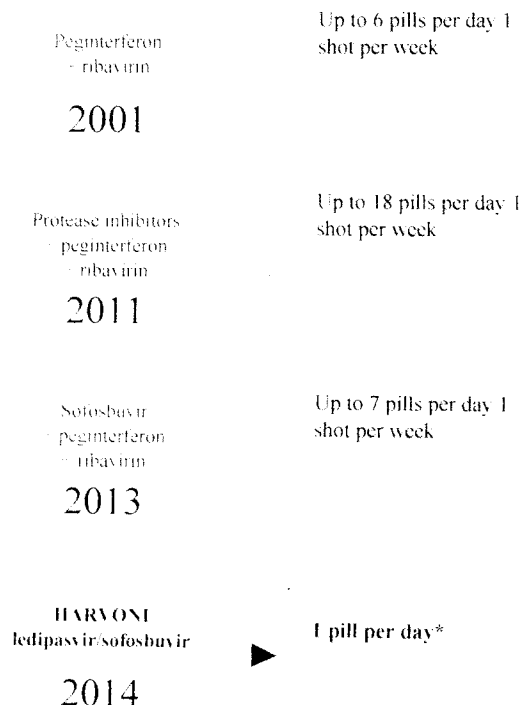 Peginterferon
+ ribavirin
2001
Up to 6 pills per day 1
shot per week
Protease inhibitors
+ peginterferon
+ ribavirin
2011
Up to 18 pills per day 1
shot per week
Sofosbuvir
+ peginterferon
+ ribavirin
2013
Up to 7 pills per day 1
shot per week
HARVONI
ledipasvir/sofosbuvir
2014
1 pill per day*